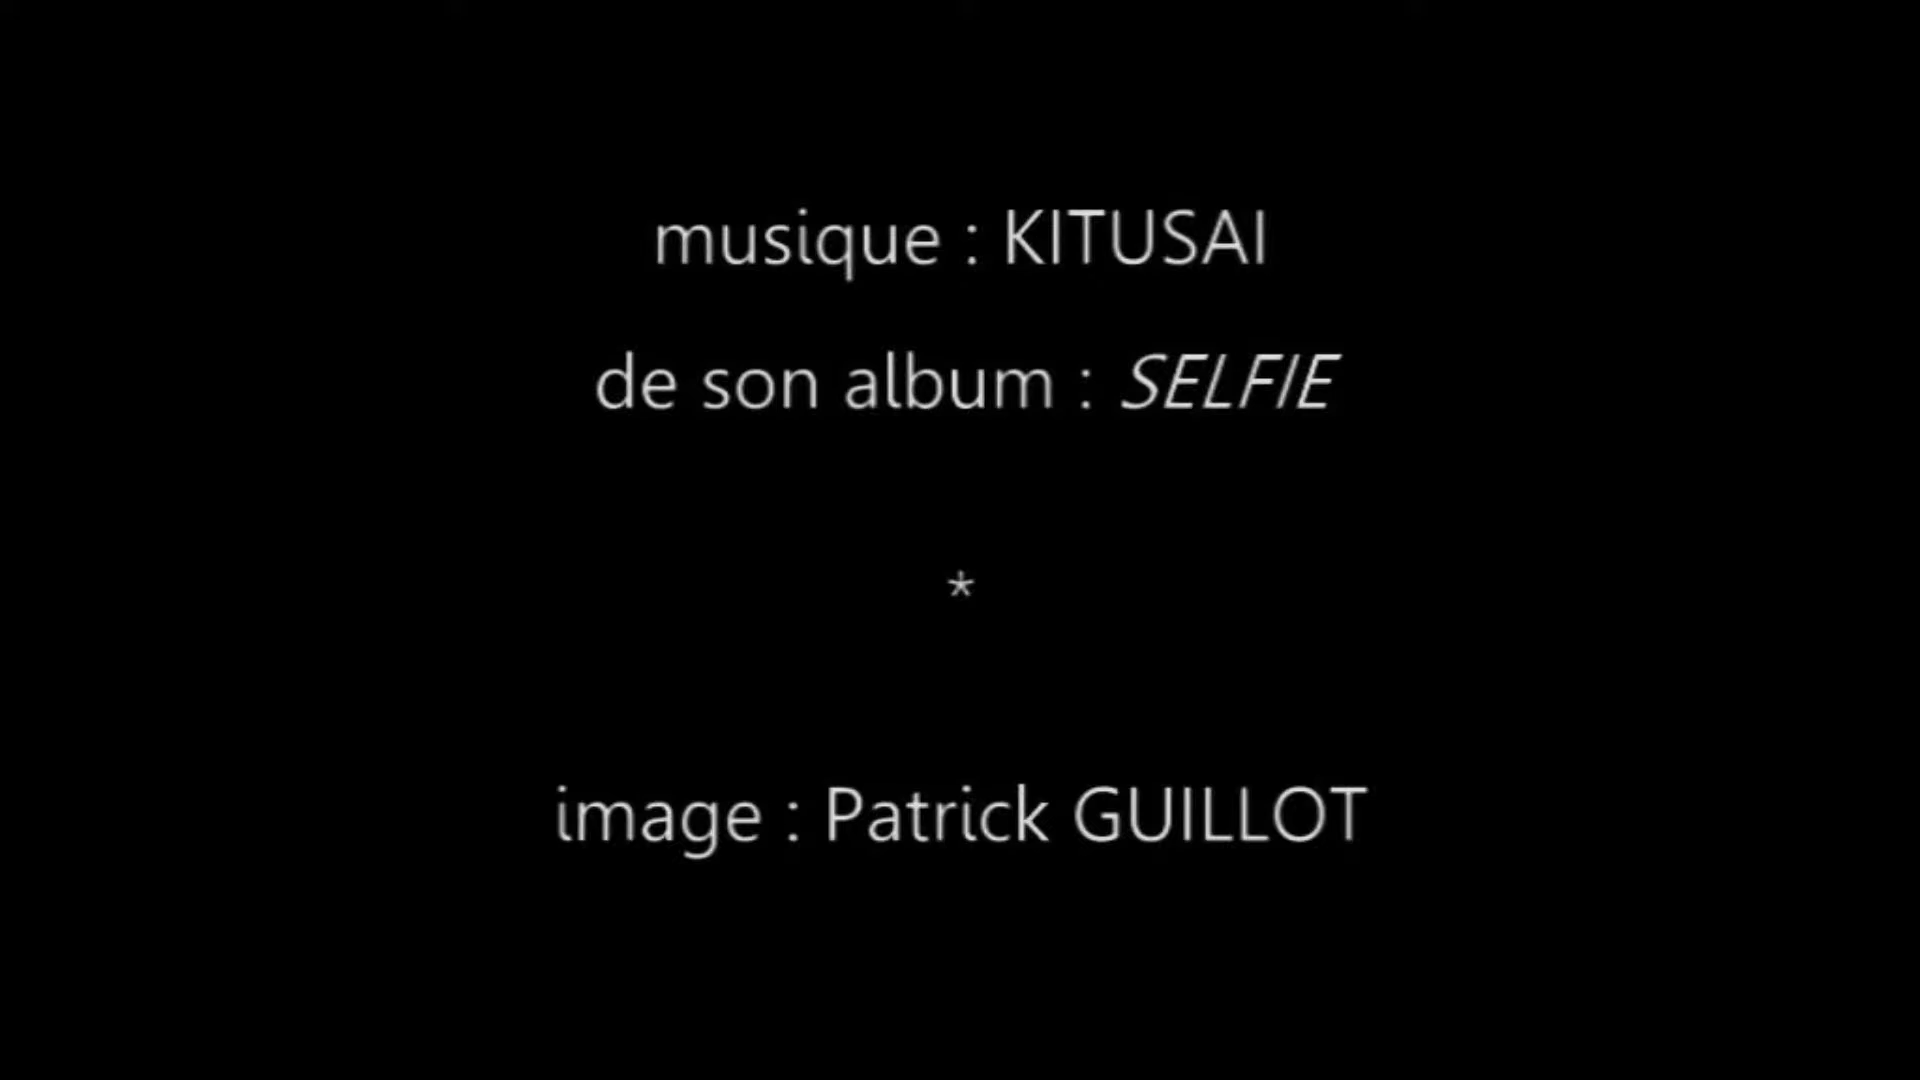 musique : KITUSAI
de son album : SELFIE
*
image : Patrick GUILLOT